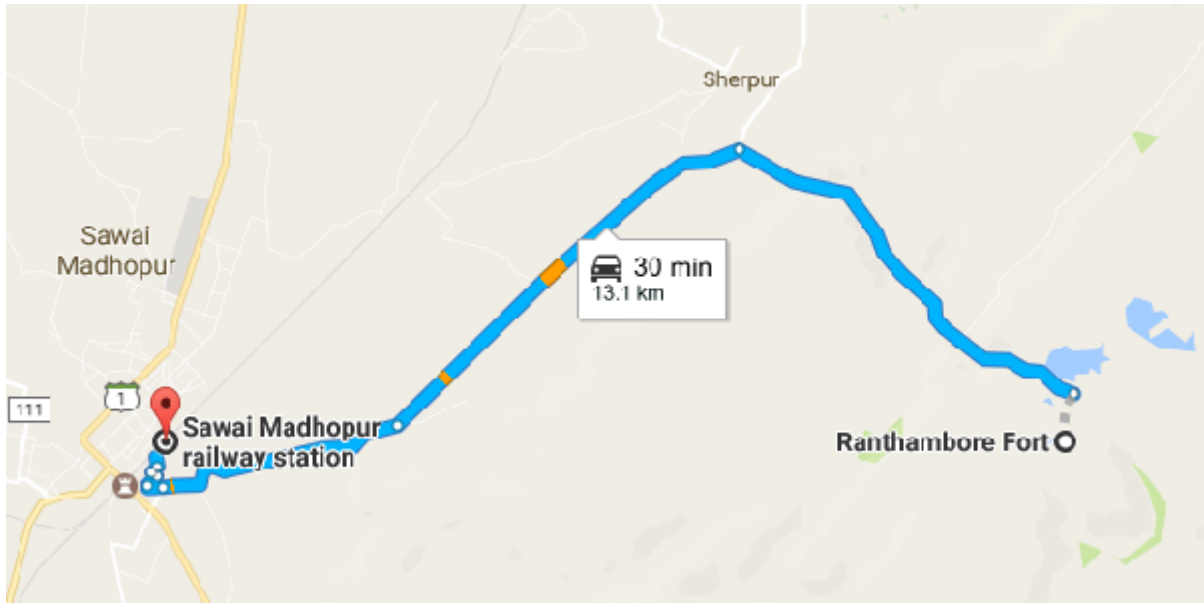 Sherpur
Sawai
Madhopur
30 min
13.1 km
1
111
Sawai Madhopur
railway station
Ranthambore Fort